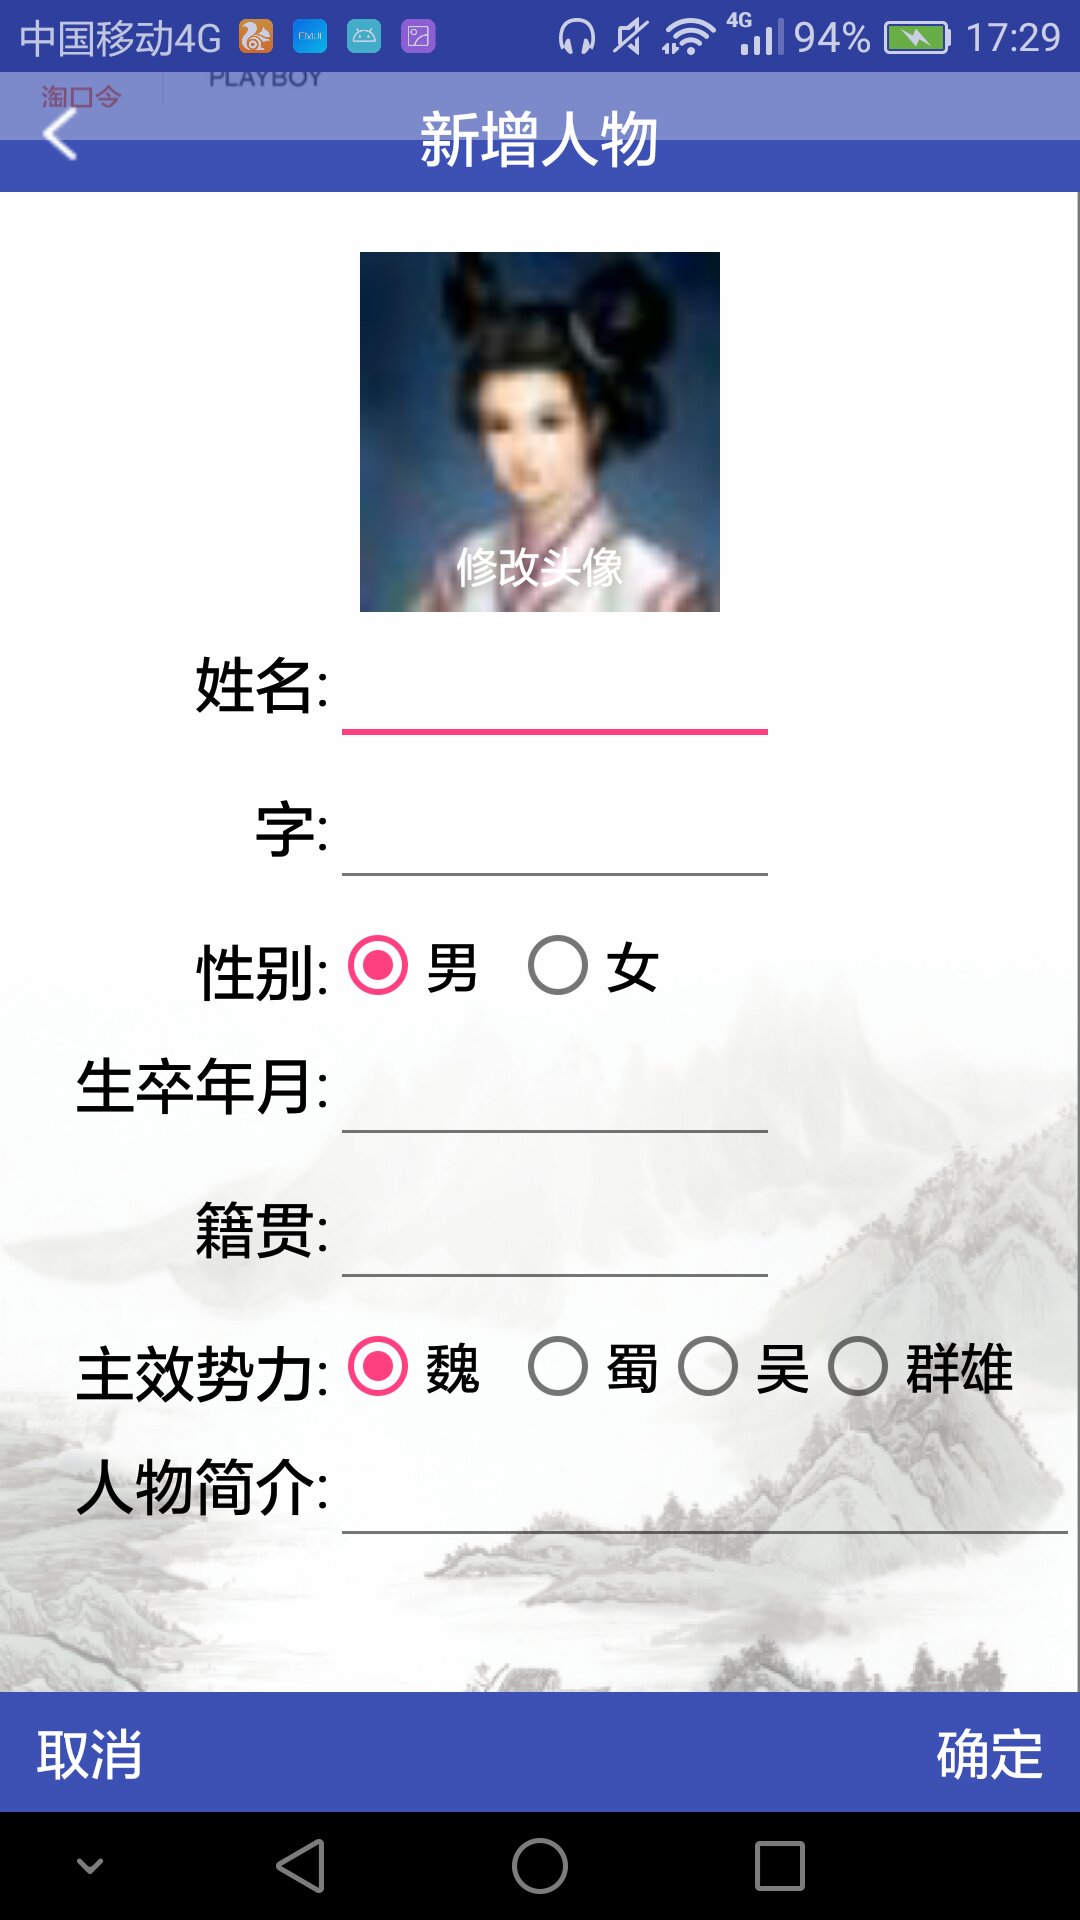 中国移动4G 4G 94% 17:29
淘口令 PLAYBOY
新增人物
修改头像
姓名:
字:
性别: 男 女
生卒年月:
籍贯:
主效势力: 魏 蜀 吴 群雄
人物简介:
取消 确定